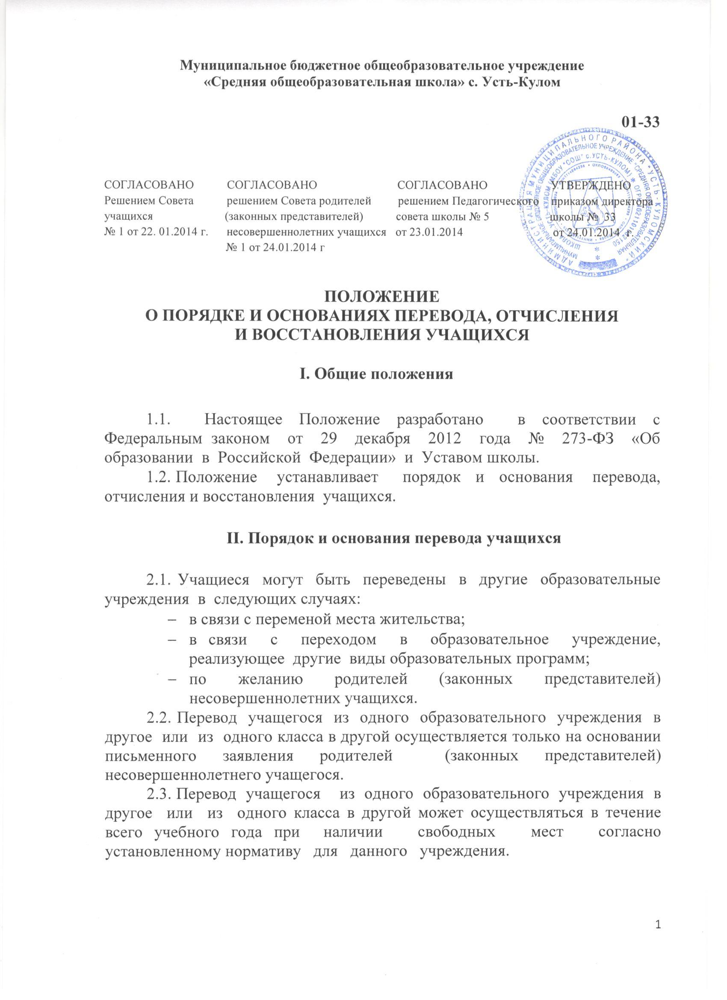 Муниципальное бюджетное общеобразовательное учреждение
«Средняя общеобразовательная школа» с. Усть-Кулом
01-33
СОГЛАСОВАНО СОГЛАСОВАНО СОГЛАСОВАНО УТВЕРЖДЕНО
Решением Совета решением Совета родителей решением Педагогического приказом директора
учащихся (законных представителей) совета школы № 5 школы № 33
№ 1 от 22. 01.2014 г. несовершеннолетних учащихся от 23.01.2014 от 24.01.2014 г.
№ 1 от 24.01.2014 г
АДМИНИСТРАЦИЯ МУНИЦИПАЛЬНОГО РАЙОНА "УСТЬ-КУЛОМСКИЙ"
МУНИЦИПАЛЬНОЕ БЮДЖЕТНОЕ ОБЩЕОБРАЗОВАТЕЛЬНОЕ УЧРЕЖДЕНИЕ "СРЕДНЯЯ ОБЩЕОБРАЗОВАТЕЛЬНАЯ
ШКОЛА" с. УСТЬ-КУЛОМ (МБОУ "СОШ" с.УСТЬ-КУЛОМ) * ОГРН
ПОЛОЖЕНИЕ
О ПОРЯДКЕ И ОСНОВАНИЯХ ПЕРЕВОДА, ОТЧИСЛЕНИЯ
И ВОССТАНОВЛЕНИЯ УЧАЩИХСЯ
I. Общие положения
1.1. Настоящее Положение разработано в соответствии с
Федеральным законом от 29 декабря 2012 года № 273-ФЗ «Об
образовании в Российской Федерации» и Уставом школы.
1.2. Положение устанавливает порядок и основания перевода,
отчисления и восстановления учащихся.
II. Порядок и основания перевода учащихся
2.1. Учащиеся могут быть переведены в другие образовательные
учреждения в следующих случаях:
– в связи с переменой места жительства;
– в связи с переходом в образовательное учреждение,
реализующее другие виды образовательных программ;
– по желанию родителей (законных представителей)
несовершеннолетних учащихся.
2.2. Перевод учащегося из одного образовательного учреждения в
другое или из одного класса в другой осуществляется только на основании
письменного заявления родителей (законных представителей)
несовершеннолетнего учащегося.
2.3. Перевод учащегося из одного образовательного учреждения в
другое или из одного класса в другой может осуществляться в течение
всего учебного года при наличии свободных мест согласно
установленному нормативу для данного учреждения.
1